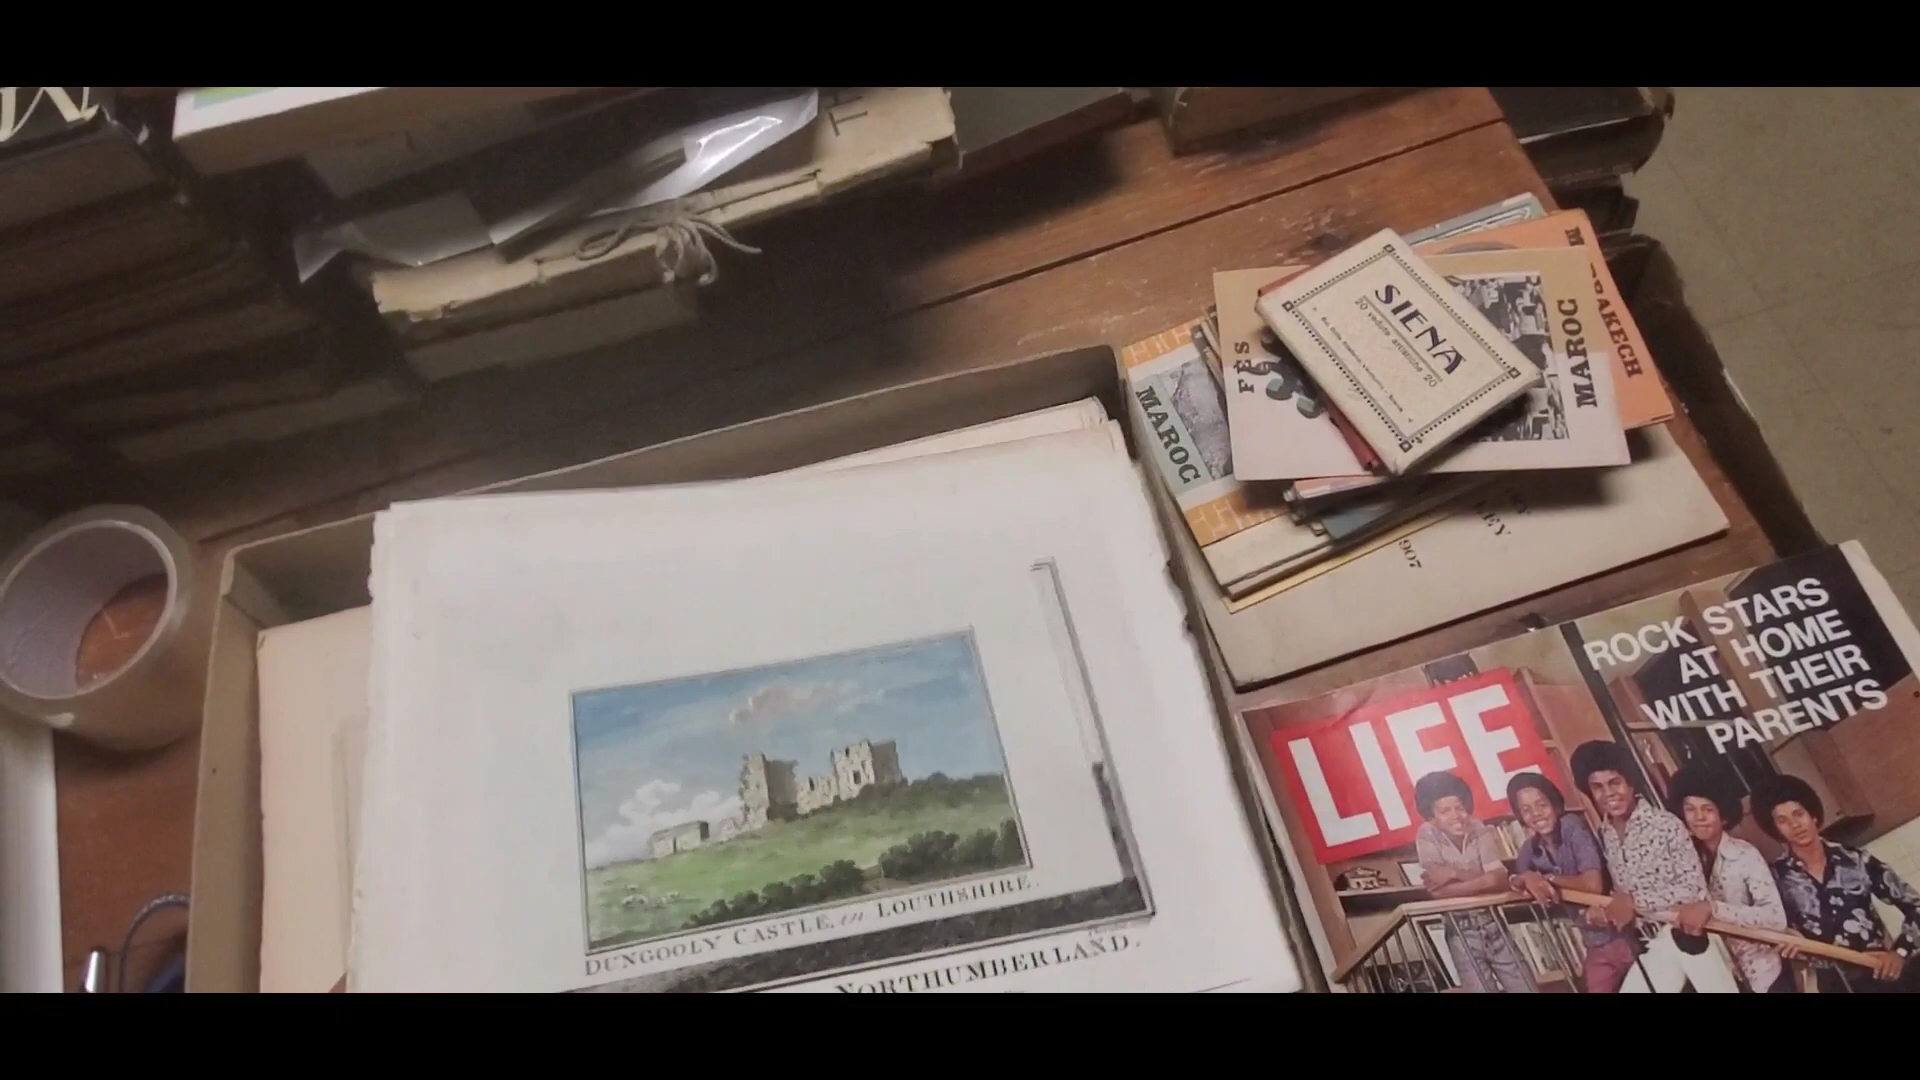 SIENA
20 vedute artistiche 20
FÈS
MAROC
MAROC
907
LIFE
ROCK STARS
AT HOME
WITH THEIR
PARENTS
DUNGOOLY CASTLE, in LOUTHSHIRE.
NORTHUMBERLAND.